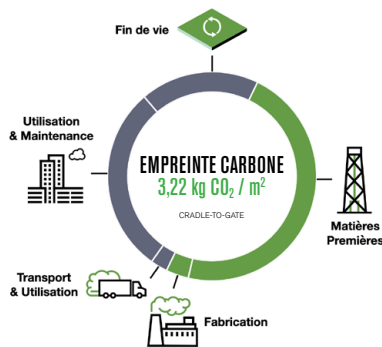 Fin de vie
Utilisation
& Maintenance
EMPREINTE CARBONE
3,22 kg CO₂ / m²
CRADLE-TO-GATE
Matières
Premières
Transport
& Utilisation
Fabrication